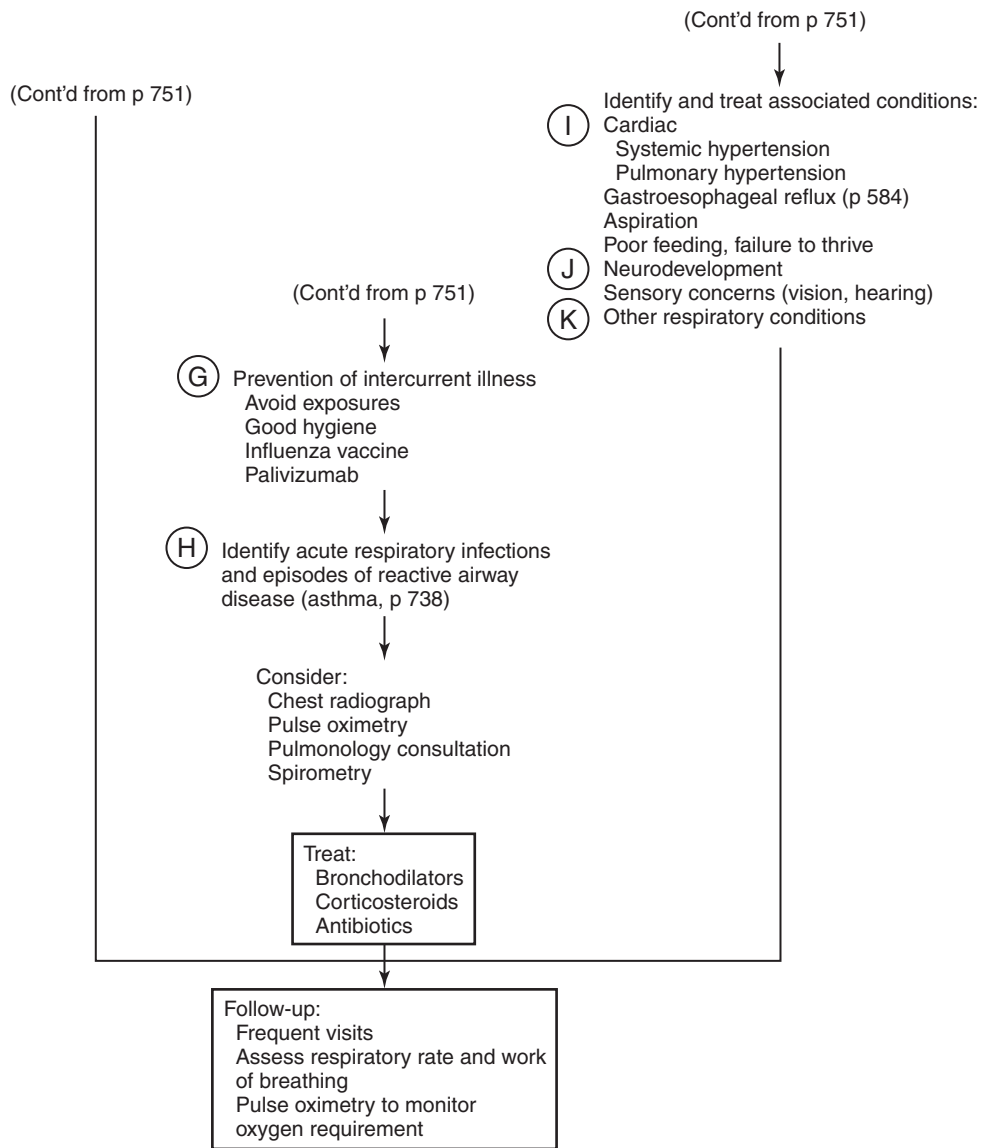 (Cont'd from p 751)
(Cont'd from p 751)
Identify and treat associated conditions:
I
Cardiac
Systemic hypertension
Pulmonary hypertension
Gastroesophageal reflux (p 584)
Aspiration
Poor feeding, failure to thrive
J
Neurodevelopment
Sensory concerns (vision, hearing)
K
Other respiratory conditions
(Cont'd from p 751)
G
Prevention of intercurrent illness
Avoid exposures
Good hygiene
Influenza vaccine
Palivizumab
H
Identify acute respiratory infections
and episodes of reactive airway
disease (asthma, p 738)
Consider:
Chest radiograph
Pulse oximetry
Pulmonology consultation
Spirometry
Treat:
Bronchodilators
Corticosteroids
Antibiotics
Follow-up:
Frequent visits
Assess respiratory rate and work
of breathing
Pulse oximetry to monitor
oxygen requirement